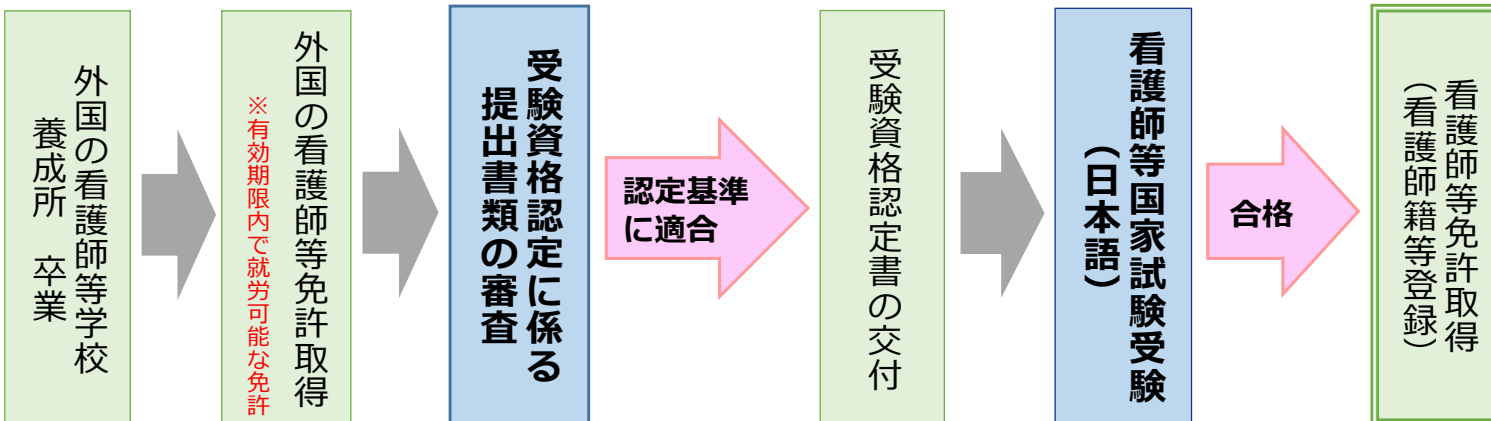 外国の看護師等学校
養成所　卒業
外国の看護師等免許取得
※有効期限内で就労可能な免許
受験資格認定に係る
提出書類の審査
認定基準
に適合
受験資格認定書の交付
看護師等国家試験受験
（日本語）
合格
看護師等免許取得
（看護師籍等登録）